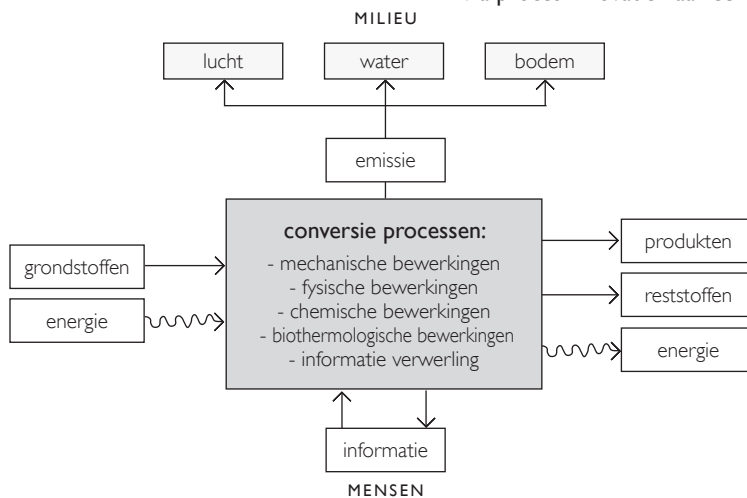 MILIEU
lucht
water
bodem
emissie
conversie processen:
- mechanische bewerkingen
- fysische bewerkingen
- chemische bewerkingen
- biothermologische bewerkingen
- informatie verwerling
grondstoffen
energie
produkten
reststoffen
energie
informatie
MENSEN